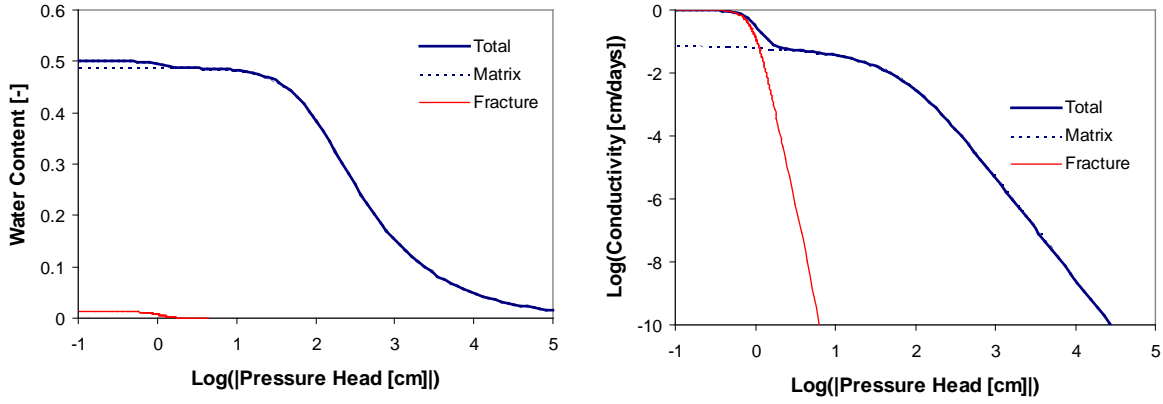 Water Content [-]
0.6
0.5
0.4
0.3
0.2
0.1
0
-1 0 1 2 3 4 5
Log(|Pressure Head [cm]|)
Total
Matrix
Fracture
Log(Conductivity [cm/days])
0
-2
-4
-6
-8
-10
-1 0 1 2 3 4 5
Log(|Pressure Head [cm]|)
Total
Matrix
Fracture